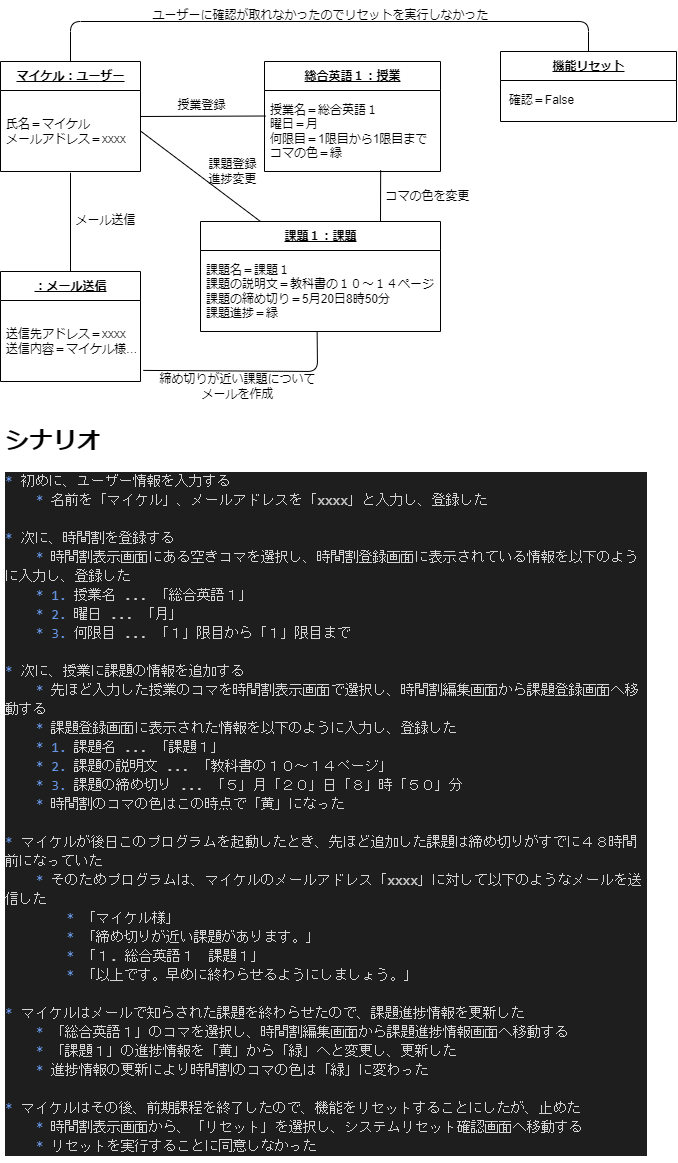 ユーザーに確認が取れなかったのでリセットを実行しなかった
マイケル：ユーザー
氏名＝マイケル
メールアドレス＝xxxx
授業登録
総合英語１：授業
授業名＝総合英語１
曜日＝月
何限目＝1限目から1限目まで
コマの色＝緑
機能リセット
確認＝False
課題登録
進捗変更
コマの色を変更
メール送信
課題１：課題
課題名＝課題１
課題の説明文＝教科書の１０～１４ページ
課題の締め切り＝5月20日8時50分
課題進捗＝緑
：メール送信
送信先アドレス＝xxxx
送信内容＝マイケル様...
締め切りが近い課題について
メールを作成
シナリオ
* 初めに、ユーザー情報を入力する
* 名前を「マイケル」、メールアドレスを「xxxx」と入力し、登録した
* 次に、時間割を登録する
* 時間割表示画面にある空きコマを選択し、時間割登録画面に表示されている情報を以下のよう
に入力し、登録した
* 1. 授業名 ... 「総合英語１」
* 2. 曜日 ... 「月」
* 3. 何限目 ... 「１」限目から「１」限目まで
* 次に、授業に課題の情報を追加する
* 先ほど入力した授業のコマを時間割表示画面で選択し、時間割編集画面から課題登録画面へ移
動する
* 課題登録画面に表示された情報を以下のように入力し、登録した
* 1. 課題名 ... 「課題１」
* 2. 課題の説明文 ... 「教科書の１０～１４ページ」
* 3. 課題の締め切り ... 「５」月「２０」日「８」時「５０」分
* 時間割のコマの色はこの時点で「黄」になった
* マイケルが後日このプログラムを起動したとき、先ほど追加した課題は締め切りがすでに４８時間
前になっていた
* そのためプログラムは、マイケルのメールアドレス「xxxx」に対して以下のようなメールを送
信した
* 「マイケル様」
* 「締め切りが近い課題があります。」
* 「１．総合英語１　課題１」
* 「以上です。早めに終わらせるようにしましょう。」
* マイケルはメールで知らされた課題を終わらせたので、課題進捗情報を更新した
* 「総合英語１」のコマを選択し、時間割編集画面から課題進捗情報画面へ移動する
* 「課題１」の進捗情報を「黄」から「緑」へと変更し、更新した
* 進捗情報の更新により時間割のコマの色は「緑」に変わった
* マイケルはその後、前期課程を終了したので、機能をリセットすることにしたが、止めた
* 時間割表示画面から、「リセット」を選択し、システムリセット確認画面へ移動する
* リセットを実行することに同意しなかった